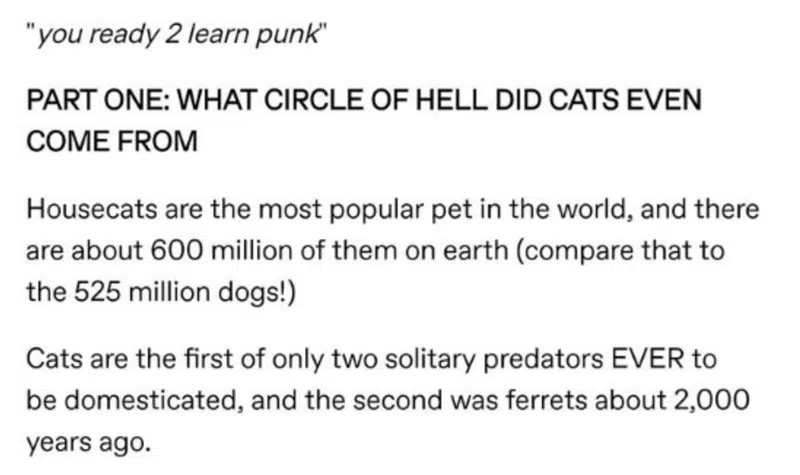 "you ready 2 learn punk"
PART ONE: WHAT CIRCLE OF HELL DID CATS EVEN
COME FROM
Housecats are the most popular pet in the world, and there
are about 600 million of them on earth (compare that to
the 525 million dogs!)
Cats are the first of only two solitary predators EVER to
be domesticated, and the second was ferrets about 2,000
years ago.